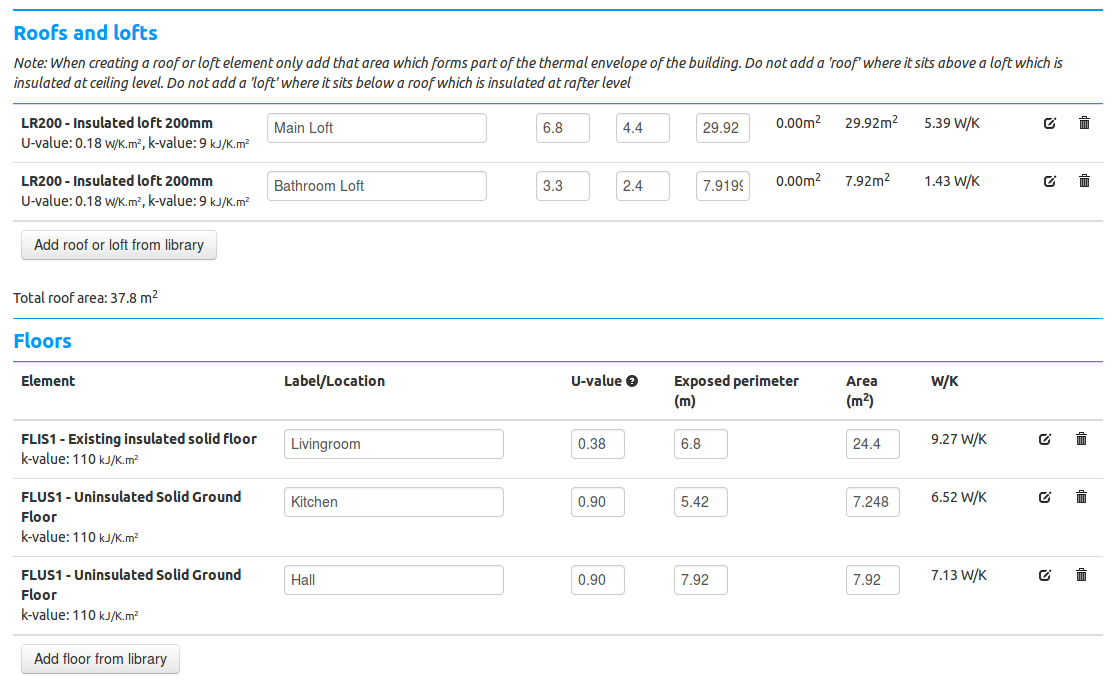 Roofs and lofts
Note: When creating a roof or loft element only add that area which forms part of the thermal envelope of the building. Do not add a 'roof' where it sits above a loft which is
insulated at ceiling level. Do not add a 'loft' where it sits below a roof which is insulated at rafter level
LR200 - Insulated loft 200mm Main Loft 6.8 4.4 29.92 0.00m² 29.92m² 5.39 W/K
U-value: 0.18 W/K.m², k-value: 9 kJ/K.m²
LR200 - Insulated loft 200mm Bathroom Loft 3.3 2.4 7.9199 0.00m² 7.92m² 1.43 W/K
U-value: 0.18 W/K.m², k-value: 9 kJ/K.m²
Add roof or loft from library
Total roof area: 37.8 m²
Floors
Element Label/Location U-value ? Exposed perimeter (m) Area (m²) W/K
FLIS1 - Existing insulated solid floor Livingroom 0.38 6.8 24.4 9.27 W/K
k-value: 110 kJ/K.m²
FLUS1 - Uninsulated Solid Ground Kitchen 0.90 5.42 7.248 6.52 W/K
Floor
k-value: 110 kJ/K.m²
FLUS1 - Uninsulated Solid Ground Hall 0.90 7.92 7.92 7.13 W/K
Floor
k-value: 110 kJ/K.m²
Add floor from library